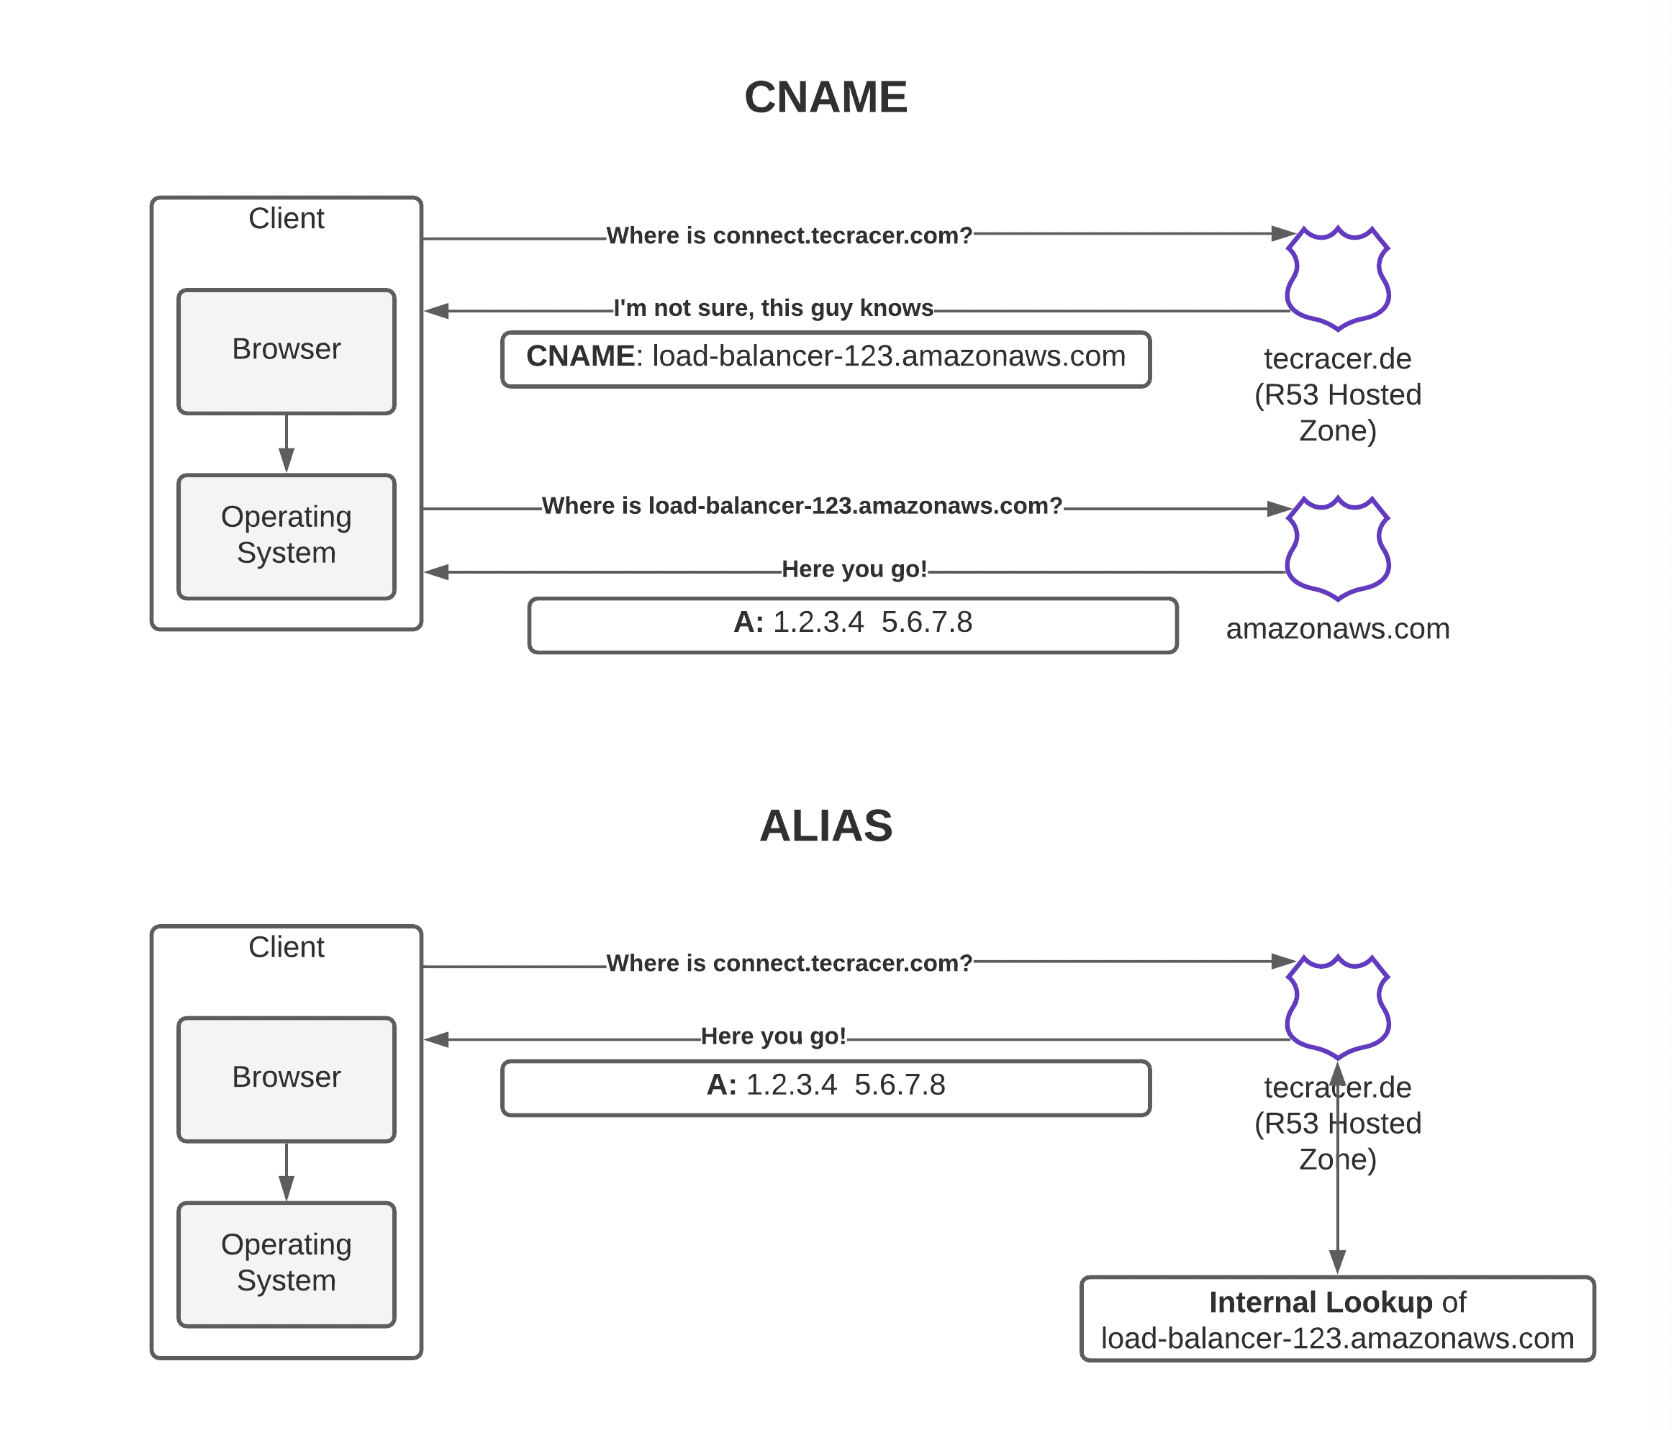 CNAME
Client
Where is connect.tecracer.com?
I'm not sure, this guy knows
CNAME: load-balancer-123.amazonaws.com
Browser
tecracer.de
(R53 Hosted
Zone)
Operating
System
Where is load-balancer-123.amazonaws.com?
Here you go!
A: 1.2.3.4  5.6.7.8
amazonaws.com
ALIAS
Client
Where is connect.tecracer.com?
Here you go!
A: 1.2.3.4  5.6.7.8
Browser
tecracer.de
(R53 Hosted
Zone)
Operating
System
Internal Lookup of
load-balancer-123.amazonaws.com